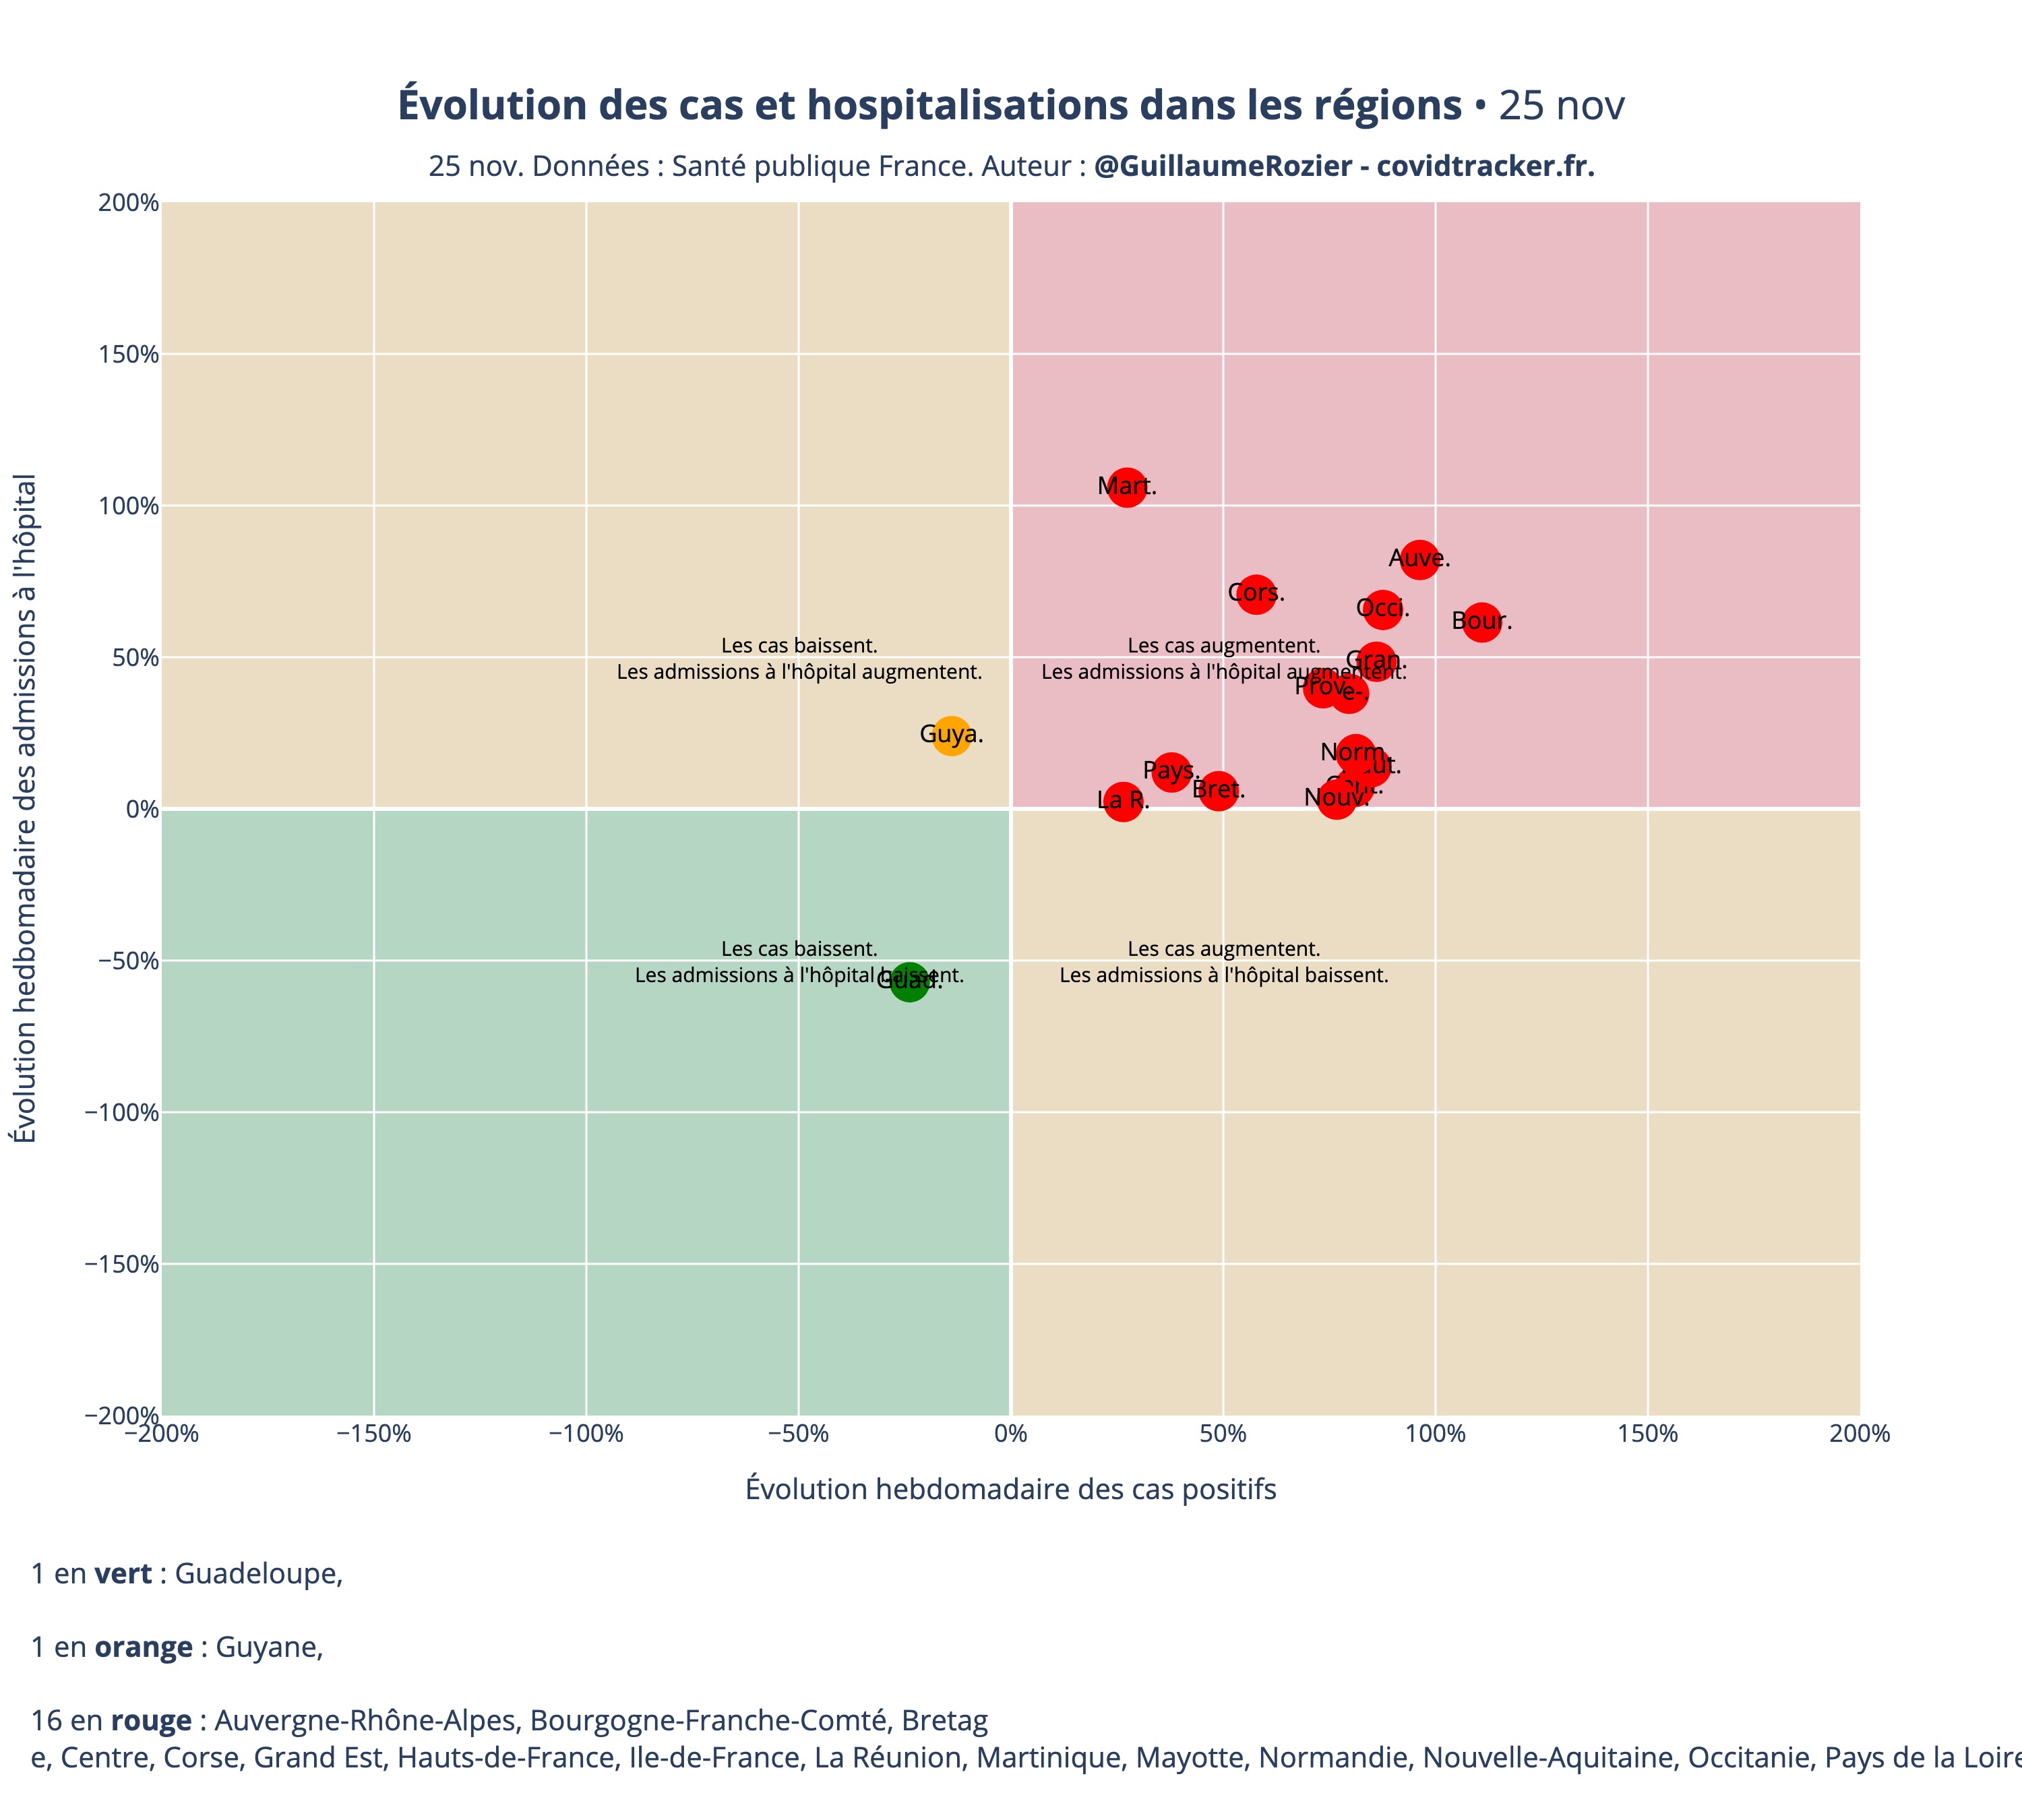 Évolution des cas et hospitalisations dans les régions • 25 nov
25 nov. Données : Santé publique France. Auteur : @GuillaumeRozier - covidtracker.fr.
Évolution hedbomadaire des admissions à l'hôpital
200%
150%
100%
50%
0%
−50%
−100%
−150%
−200%
Les cas baissent.
Les admissions à l'hôpital augmentent.
Les cas augmentent.
Les admissions à l'hôpital augmentent.
Mart.
Auve.
Cors.
Occi.
Bour.
Gran.
Prov.
e-.
Guya.
Norm.
Pays.
Bret.
Nouv.
La R.
Les cas baissent.
Les admissions à l'hôpital baissent.
Guad.
Les cas augmentent.
Les admissions à l'hôpital baissent.
−200%
−150%
−100%
−50%
0%
50%
100%
150%
200%
Évolution hebdomadaire des cas positifs
1 en vert : Guadeloupe,
1 en orange : Guyane,
16 en rouge : Auvergne-Rhône-Alpes, Bourgogne-Franche-Comté, Bretag
e, Centre, Corse, Grand Est, Hauts-de-France, Ile-de-France, La Réunion, Martinique, Mayotte, Normandie, Nouvelle-Aquitaine, Occitanie, Pays de la Loire